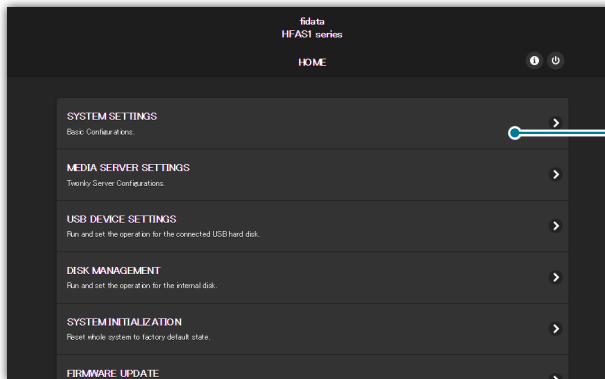 fidata
HFAS1 series
HOME
SYSTEM SETTINGS
Basic Configurations.
MEDIA SERVER SETTINGS
Twonky Server Configurations.
USB DEVICE SETTINGS
Run and set the operation for the connected USB hard disk.
DISK MANAGEMENT
Run and set the operation for the internal disk.
SYSTEM INITIALIZATION
Reset whole system to factory default state.
FIRMWARE UPDATE